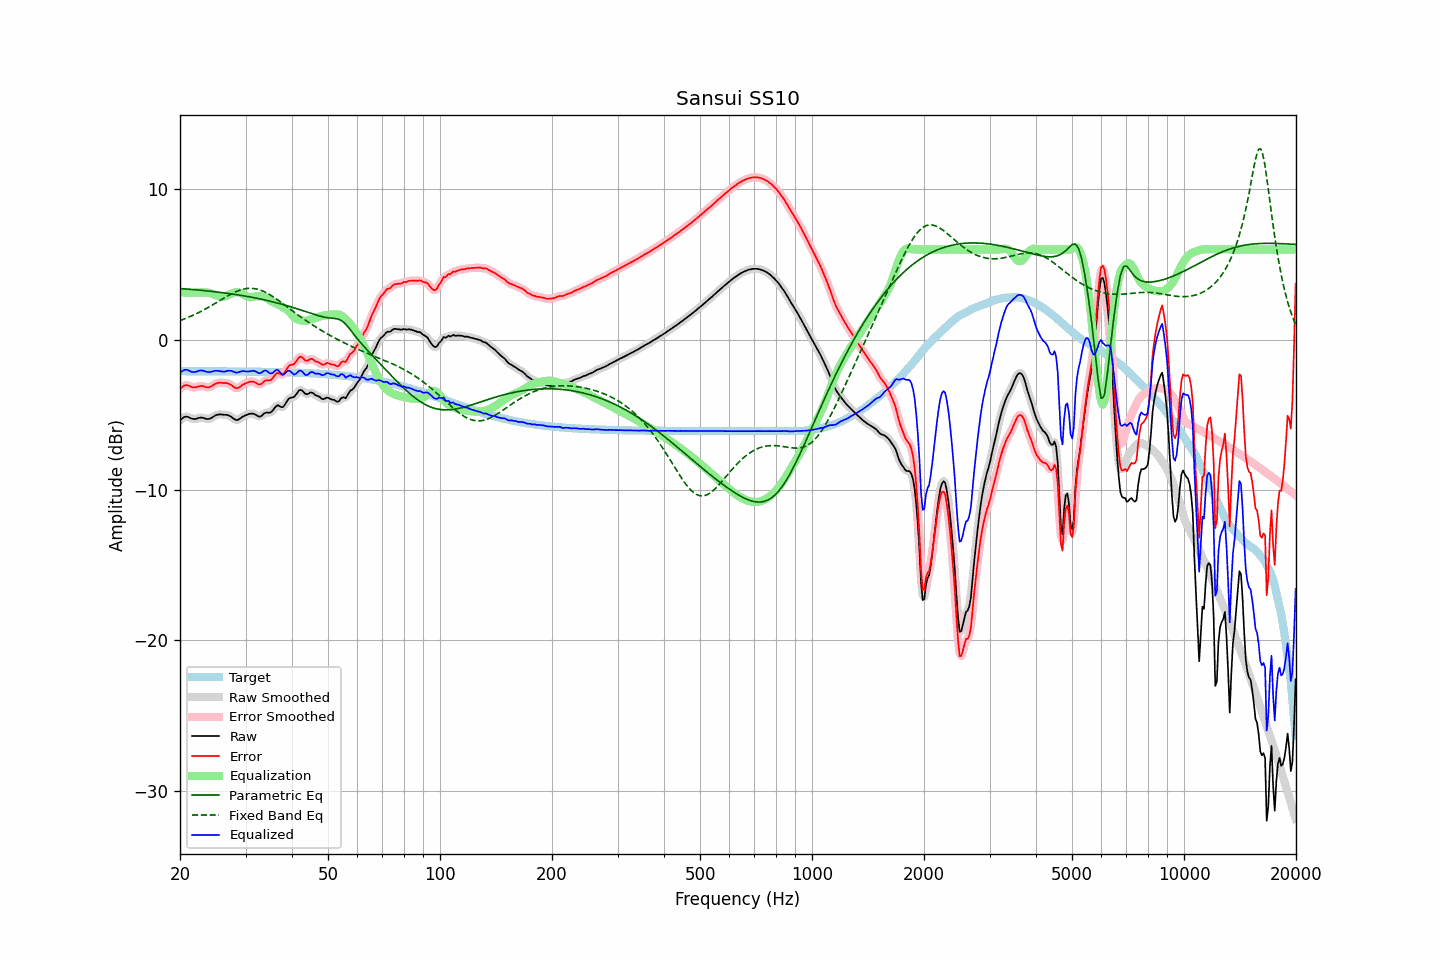 Sansui SS10
Amplitude (dBr)
10
0
−10
−20
−30
Target
Raw Smoothed
Error Smoothed
Raw
Error
Equalization
Parametric Eq
Fixed Band Eq
Equalized
20 50 100 200 500 1000 2000 5000 10000 20000
Frequency (Hz)